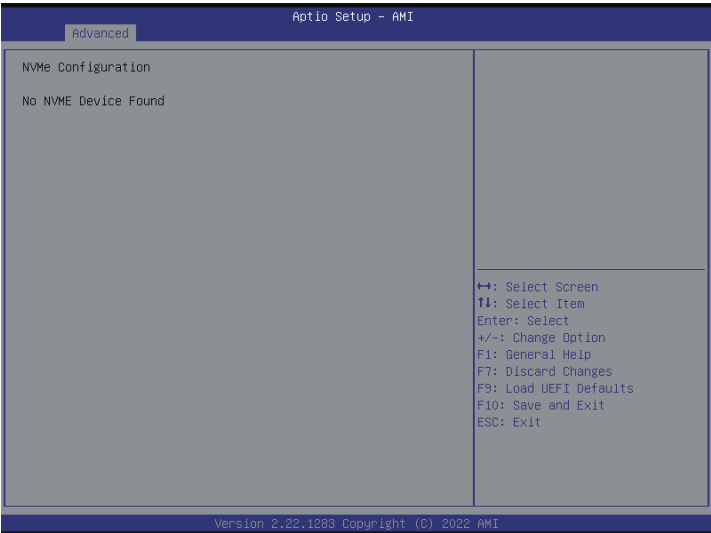 Aptio Setup – AMI
Advanced
NVMe Configuration
No NVME Device Found
↔: Select Screen
↑↓: Select Item
Enter: Select
+/-: Change Option
F1: General Help
F7: Discard Changes
F9: Load UEFI Defaults
F10: Save and Exit
ESC: Exit
Version 2.22.1283 Copyright (C) 2022 AMI